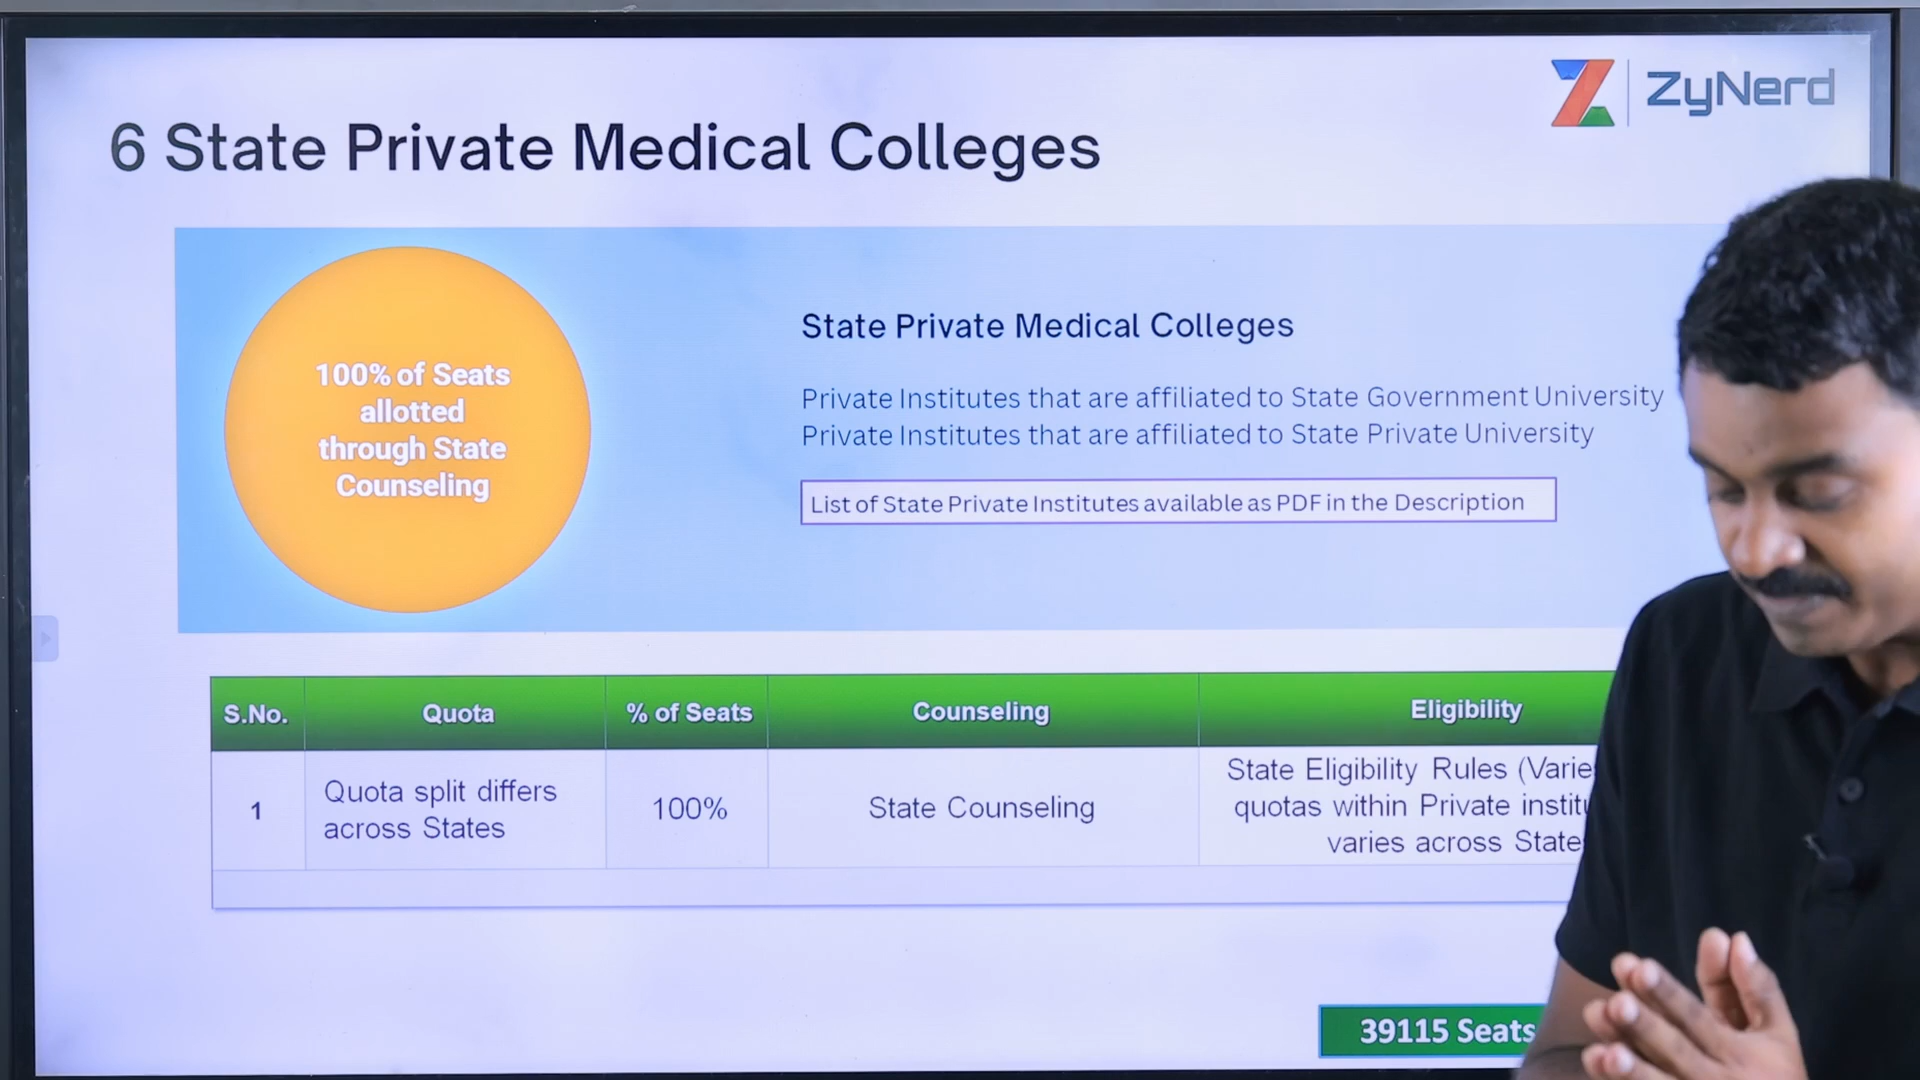 ZyNerd
6 State Private Medical Colleges
100% of Seats
allotted
through State
Counseling
State Private Medical Colleges
Private Institutes that are affiliated to State Government University
Private Institutes that are affiliated to State Private University
List of State Private Institutes available as PDF in the Description
S.No. Quota % of Seats Counseling Eligibility
1 Quota split differs across States 100% State Counseling State Eligibility Rules (Varie
quotas within Private institu
varies across State
39115 Seats